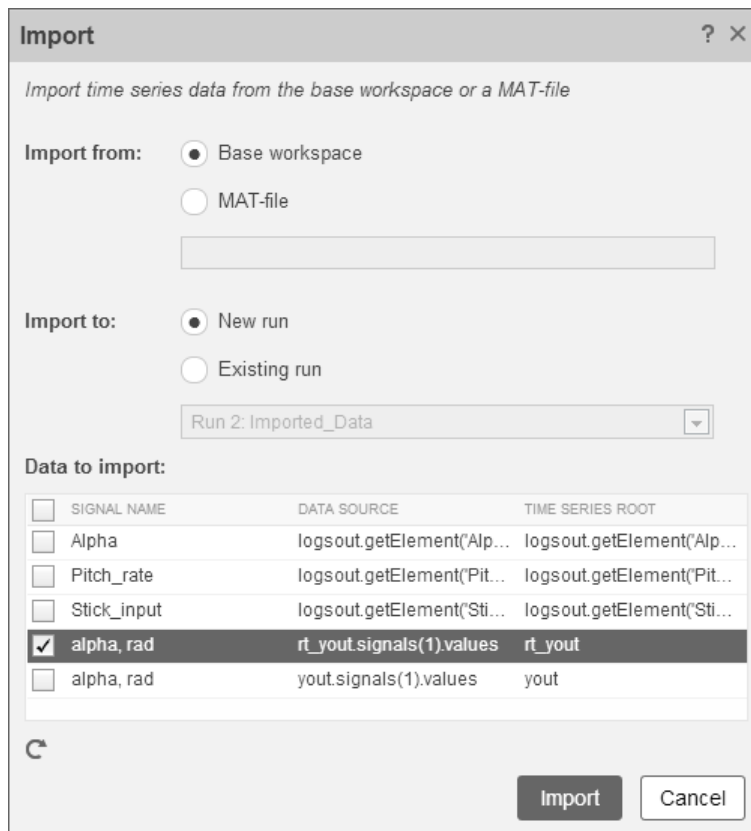 Import ? ×
Import time series data from the base workspace or a MAT-file
Import from: Base workspace
MAT-file
Import to: New run
Existing run
Run 2: Imported_Data
Data to import:
SIGNAL NAME DATA SOURCE TIME SERIES ROOT
Alpha logsout.getElement('Alp... logsout.getElement('Alp...
Pitch_rate logsout.getElement('Pit... logsout.getElement('Pit...
Stick_input logsout.getElement('Sti... logsout.getElement('Sti...
alpha, rad rt_yout.signals(1).values rt_yout
alpha, rad yout.signals(1).values yout
Import Cancel